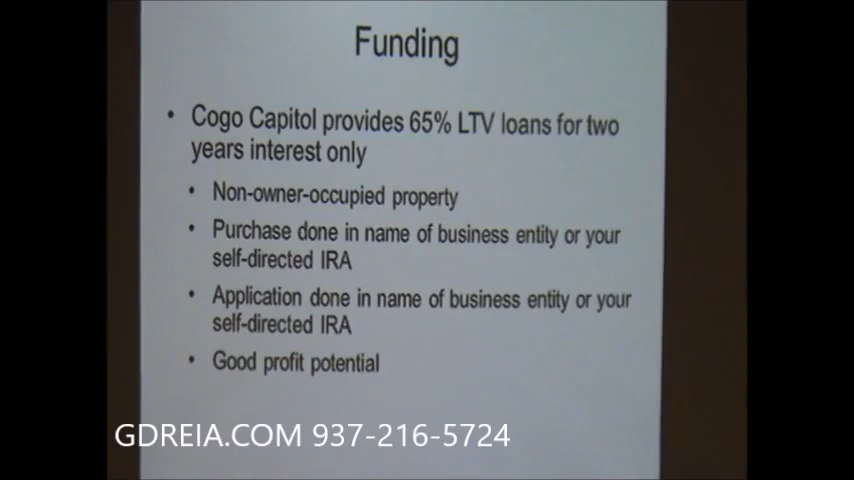 Funding
• Cogo Capitol provides 65% LTV loans for two
years interest only
• Non-owner-occupied property
• Purchase done in name of business entity or your
self-directed IRA
• Application done in name of business entity or your
self-directed IRA
• Good profit potential
GDREIA.COM 937-216-5724